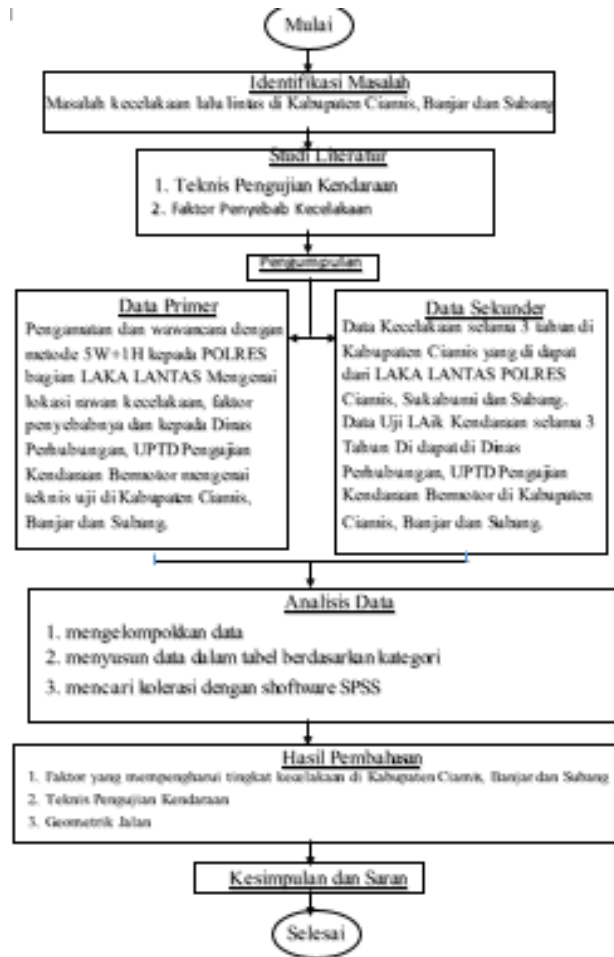 Mulai
Identifikasi Masalah
Masalah kecelakaan lalu lintas di Kabupaten Ciamis, Banjar dan Subang
Studi Literatur
1. Teknis Pengujian Kendaraan
2. Faktor Penyebab Kecelakaan
Pengumpulan
Data Primer
Pengamatan dan wawancara dengan
metode 5W+1H kepada POLRES
bagian LAKA LANTAS Mengenai
lokasi rawan kecelakaan, faktor
penyebabnya dan kepada Dinas
Perhubungan, UPTD Pengujian
Kendaraan Bermotor mengenai
teknis uji di Kabupaten Ciamis,
Banjar dan Subang.
Data Sekunder
Data Kecelakaan selama 3 tahun di
Kabupaten Ciamis yang di dapat
dari LAKA LANTAS POLRES
Ciamis, Sukabumi dan Subang.
Data Uji LAik Kendaraan selama 3
Tahun Di dapat di Dinas
Perhubungan, UPTD Pengujian
Kendaraan Bermotor di Kabupaten
Ciamis, Banjar dan Subang.
Analisis Data
1. mengelompokkan data
2. menyusun data dalam tabel berdasarkan kategori
3. mencari kolerasi dengan shoftware SPSS
Hasil Pembahasan
1. Faktor yang mempengharui tingkat kecelakaan di Kabupaten Ciamis, Banjar dan Subang
2. Teknis Pengujian Kendaraan
3. Geometrik Jalan
Kesimpulan dan Saran
Selesai